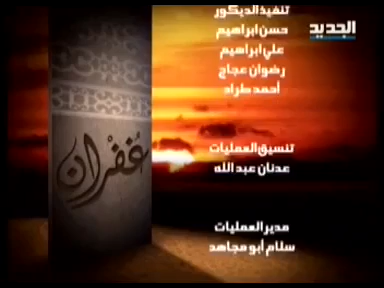 الجديد
تنفيذ الديكور
حسن ابراهيم
علي ابراهيم
رضوان عجاج
أحمد طراد
غفران
تنسيق العمليات
عدنان عبد الله
مدير العمليات
سلام أبو مجاهد